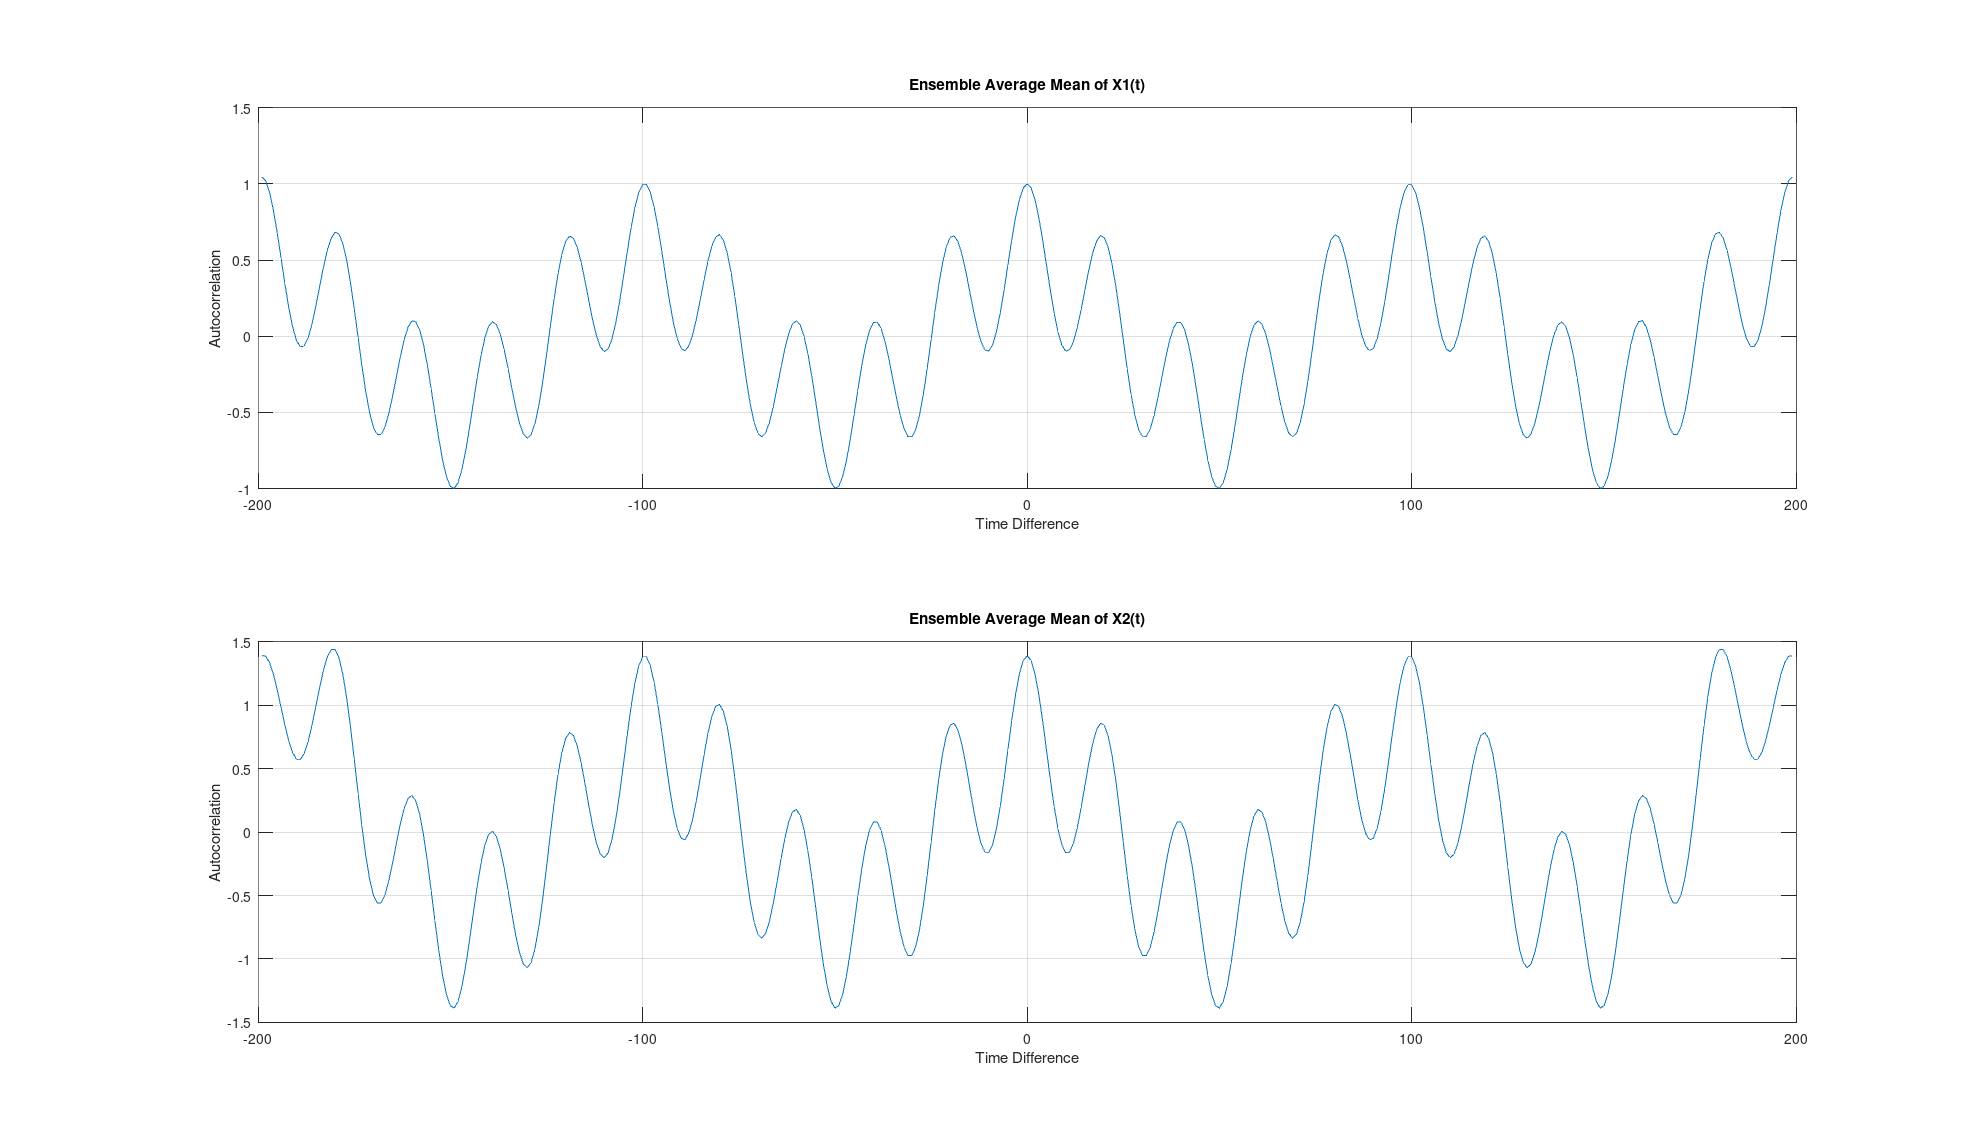 Ensemble Average Mean of X1(t)
1.5
1
0.5
0
-0.5
-1
Autocorrelation
-200 -100 0 100 200
Time Difference
Ensemble Average Mean of X2(t)
1.5
1
0.5
0
-0.5
-1
-1.5
Autocorrelation
-200 -100 0 100 200
Time Difference